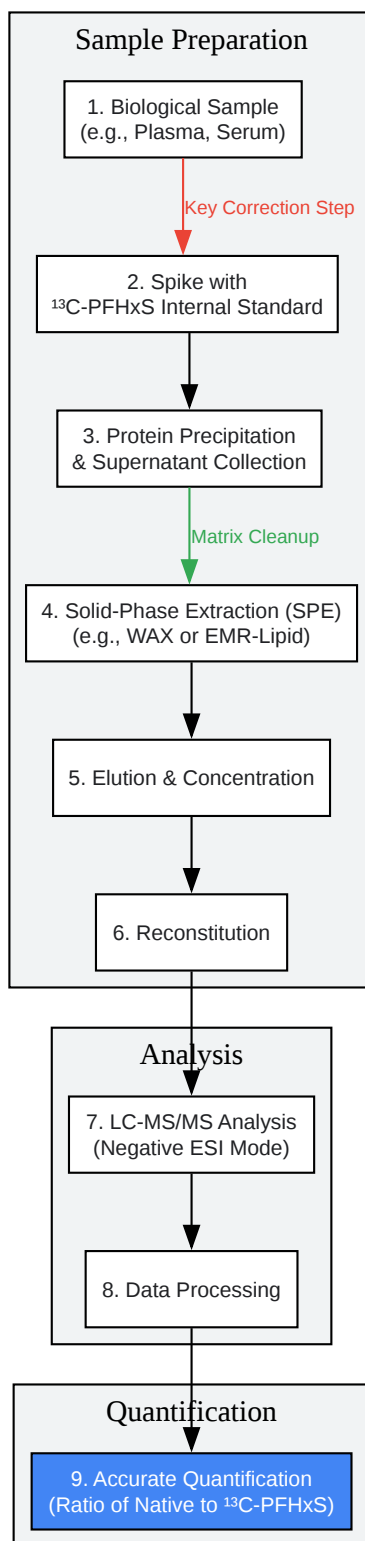 Sample Preparation
1. Biological Sample
(e.g., Plasma, Serum)
Key Correction Step
2. Spike with
¹³C-PFHxS Internal Standard
3. Protein Precipitation
& Supernatant Collection
Matrix Cleanup
4. Solid-Phase Extraction (SPE)
(e.g., WAX or EMR-Lipid)
5. Elution & Concentration
6. Reconstitution
Analysis
7. LC-MS/MS Analysis
(Negative ESI Mode)
8. Data Processing
Quantification
9. Accurate Quantification
(Ratio of Native to ¹³C-PFHxS)